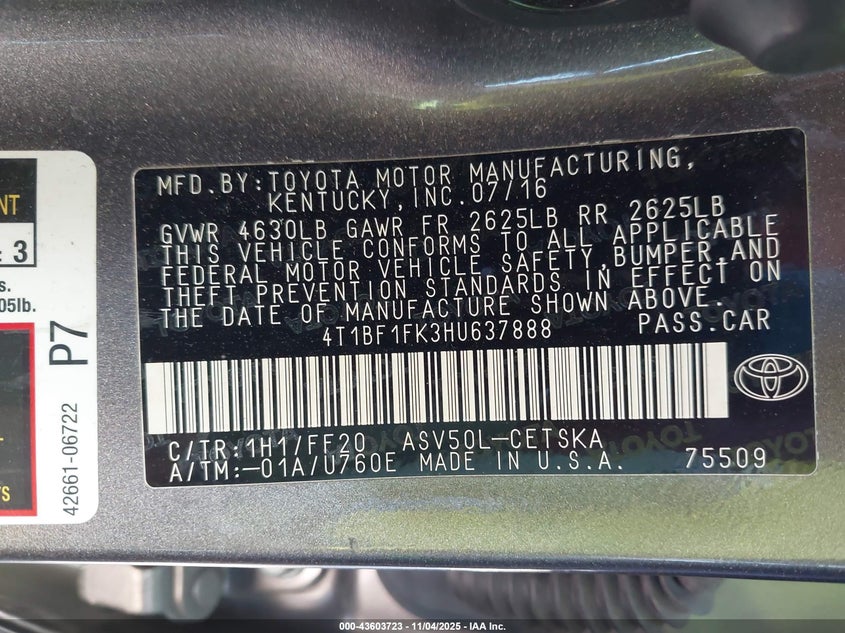 MFD.BY:TOYOTA MOTOR MANUFACTURING,
KENTUCKY,INC.07/16
GVWR 4630LB GAWR FR 2625LB RR 2625LB
THIS VEHICLE CONFORMS TO ALL APPLICABLE
FEDERAL MOTOR VEHICLE SAFETY,BUMPER,AND
THEFT PREVENTION STANDARDS IN EFFECT ON
THE DATE OF MANUFACTURE SHOWN ABOVE.
4T1BF1FK3HU637888 PASS.CAR
C/TR:1H1/FF20 ASV50L-CETSKA
A/TM:-01A/U760E MADE IN U.S.A. 75509
: 3
05lb.
P7
42661-06722
000-43603723 - 11/04/2025 - IAA Inc.